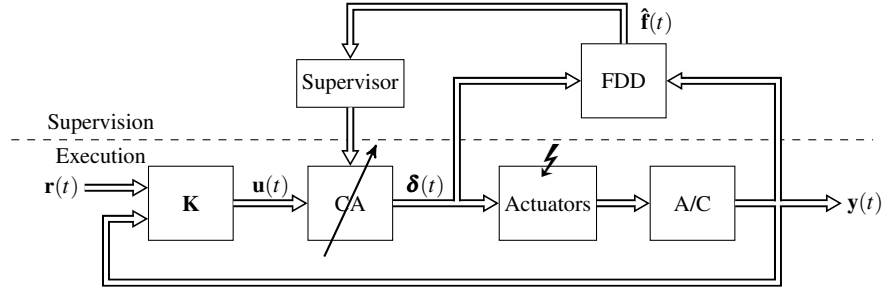 f̂(t)
Supervisor
FDD
Supervision
Execution
r(t)
K
u(t)
CA
δ(t)
Actuators
A/C
y(t)